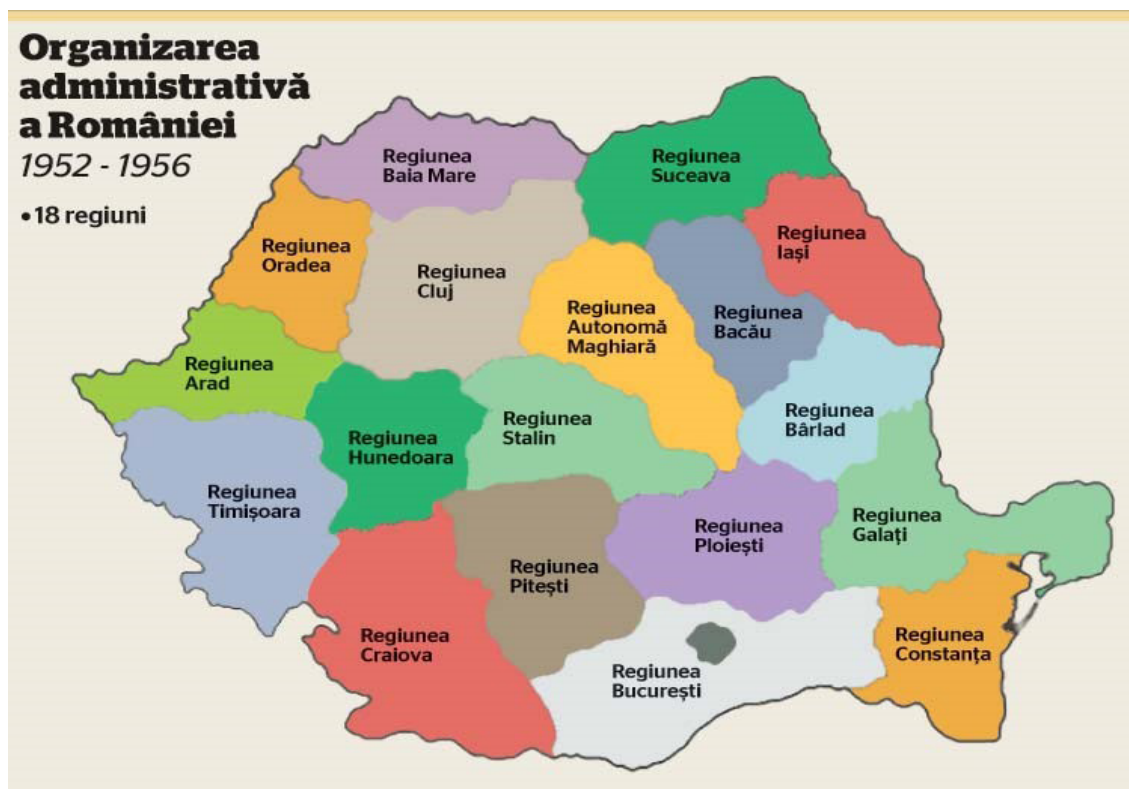 Organizarea
administrativă
a României
1952 - 1956
• 18 regiuni
Regiunea
Baia Mare
Regiunea
Suceava
Regiunea
Iași
Regiunea
Oradea
Regiunea
Cluj
Regiunea
Autonomă
Maghiară
Regiunea
Bacău
Regiunea
Arad
Regiunea
Hunedoara
Regiunea
Stalin
Regiunea
Bârlad
Regiunea
Timișoara
Regiunea
Pitești
Regiunea
Ploiești
Regiunea
Galați
Regiunea
Craiova
Regiunea
București
Regiunea
Constanța